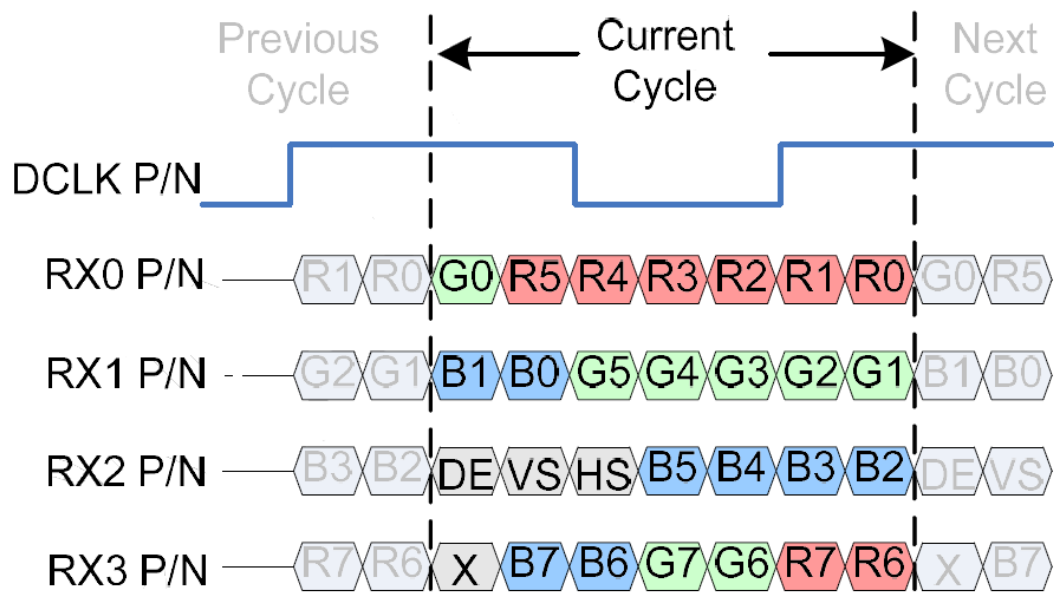 Previous Cycle
Current Cycle
Next Cycle
DCLK P/N
RX0 P/N R1 R0 G0 R5 R4 R3 R2 R1 R0 G0 R5
RX1 P/N G2 G1 B1 B0 G5 G4 G3 G2 G1 B1 B0
RX2 P/N B3 B2 DE VS HS B5 B4 B3 B2 DE VS
RX3 P/N R7 R6 X B7 B6 G7 G6 R7 R6 X B7